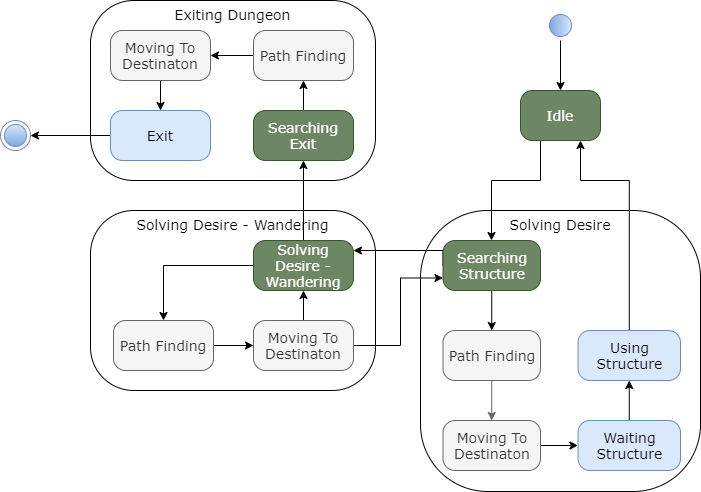 Exiting Dungeon
Moving To
Destinaton
Path Finding
Exit
Searching
Exit
Idle
Solving Desire - Wandering
Solving
Desire -
Wandering
Path Finding
Moving To
Destinaton
Solving Desire
Searching
Structure
Path Finding
Using
Structure
Moving To
Destinaton
Waiting
Structure